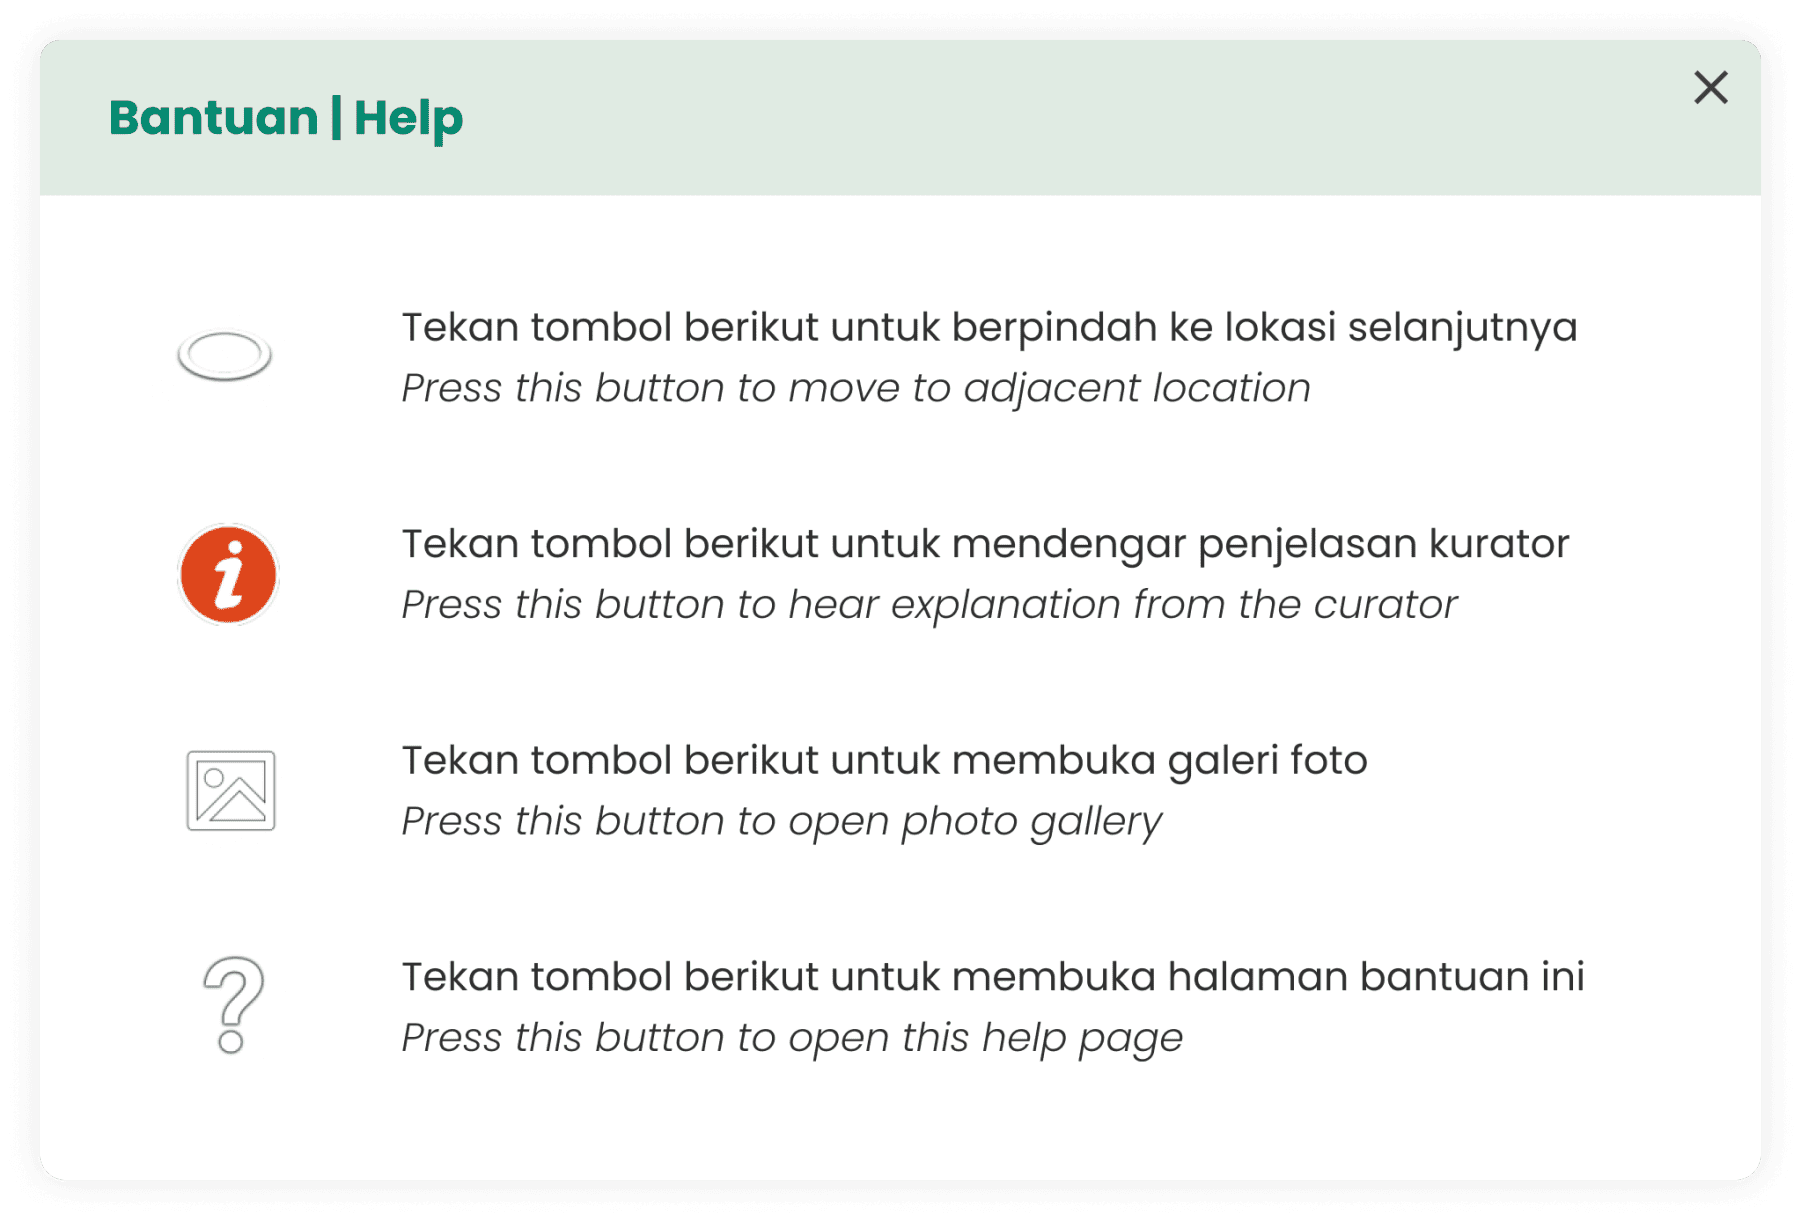 Bantuan | Help
Tekan tombol berikut untuk berpindah ke lokasi selanjutnya
Press this button to move to adjacent location
Tekan tombol berikut untuk mendengar penjelasan kurator
Press this button to hear explanation from the curator
Tekan tombol berikut untuk membuka galeri foto
Press this button to open photo gallery
Tekan tombol berikut untuk membuka halaman bantuan ini
Press this button to open this help page